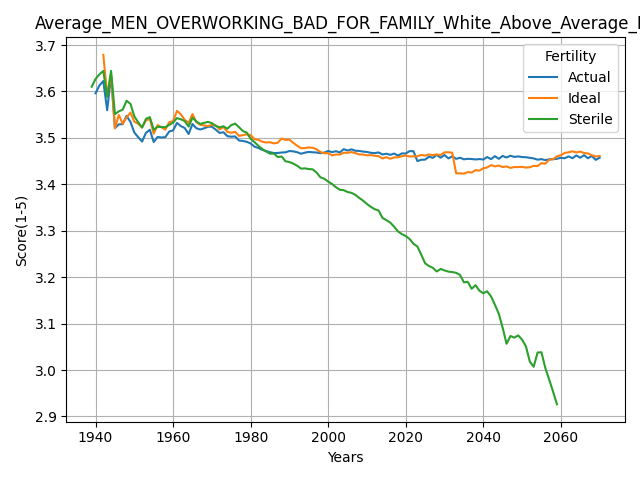 Average_MEN_OVERWORKING_BAD_FOR_FAMILY_White_Above_Average_I
3.7
3.6
3.5
3.4
3.3
3.2
3.1
3.0
2.9
Score(1-5)
Fertility
Actual
Ideal
Sterile
1940 1960 1980 2000 2020 2040 2060
Years